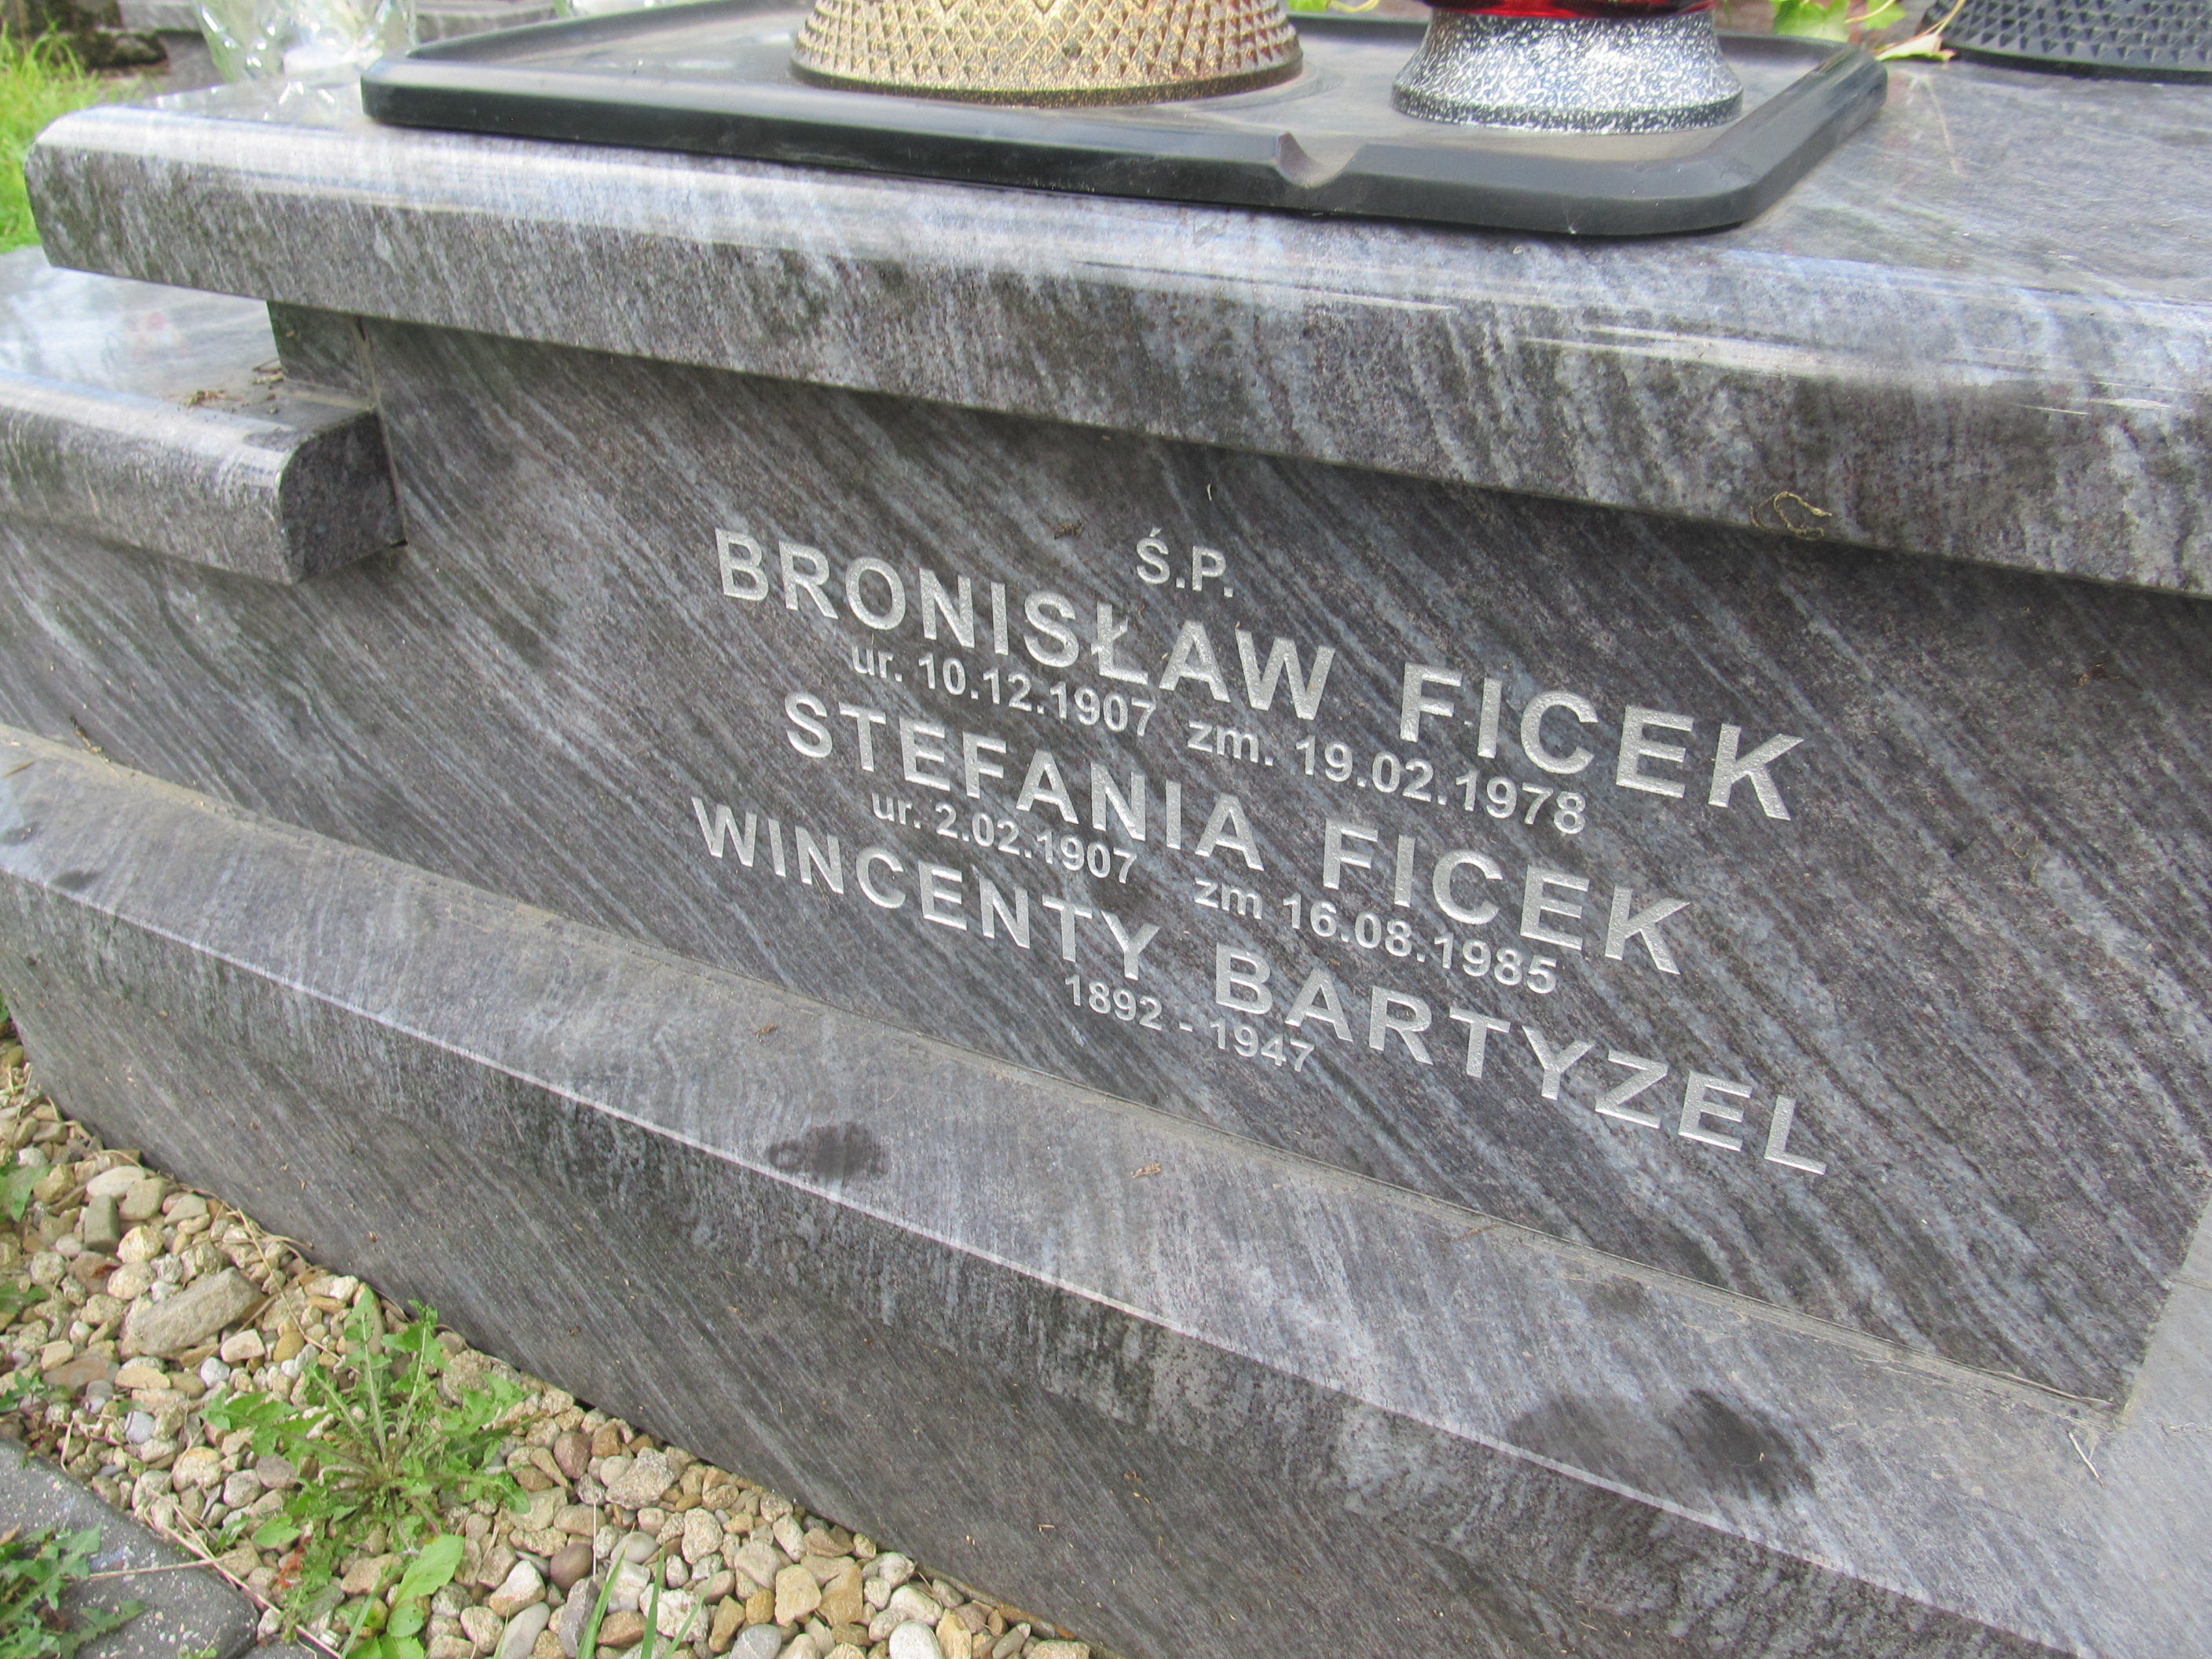 Ś.P.
BRONISŁAW FICEK
ur. 10.12.1907 zm. 19.02.1978
STEFANIA FICEK
ur. 2.02.1907 zm 16.08.1985
WINCENTY BARTYZEL
1892 - 1947